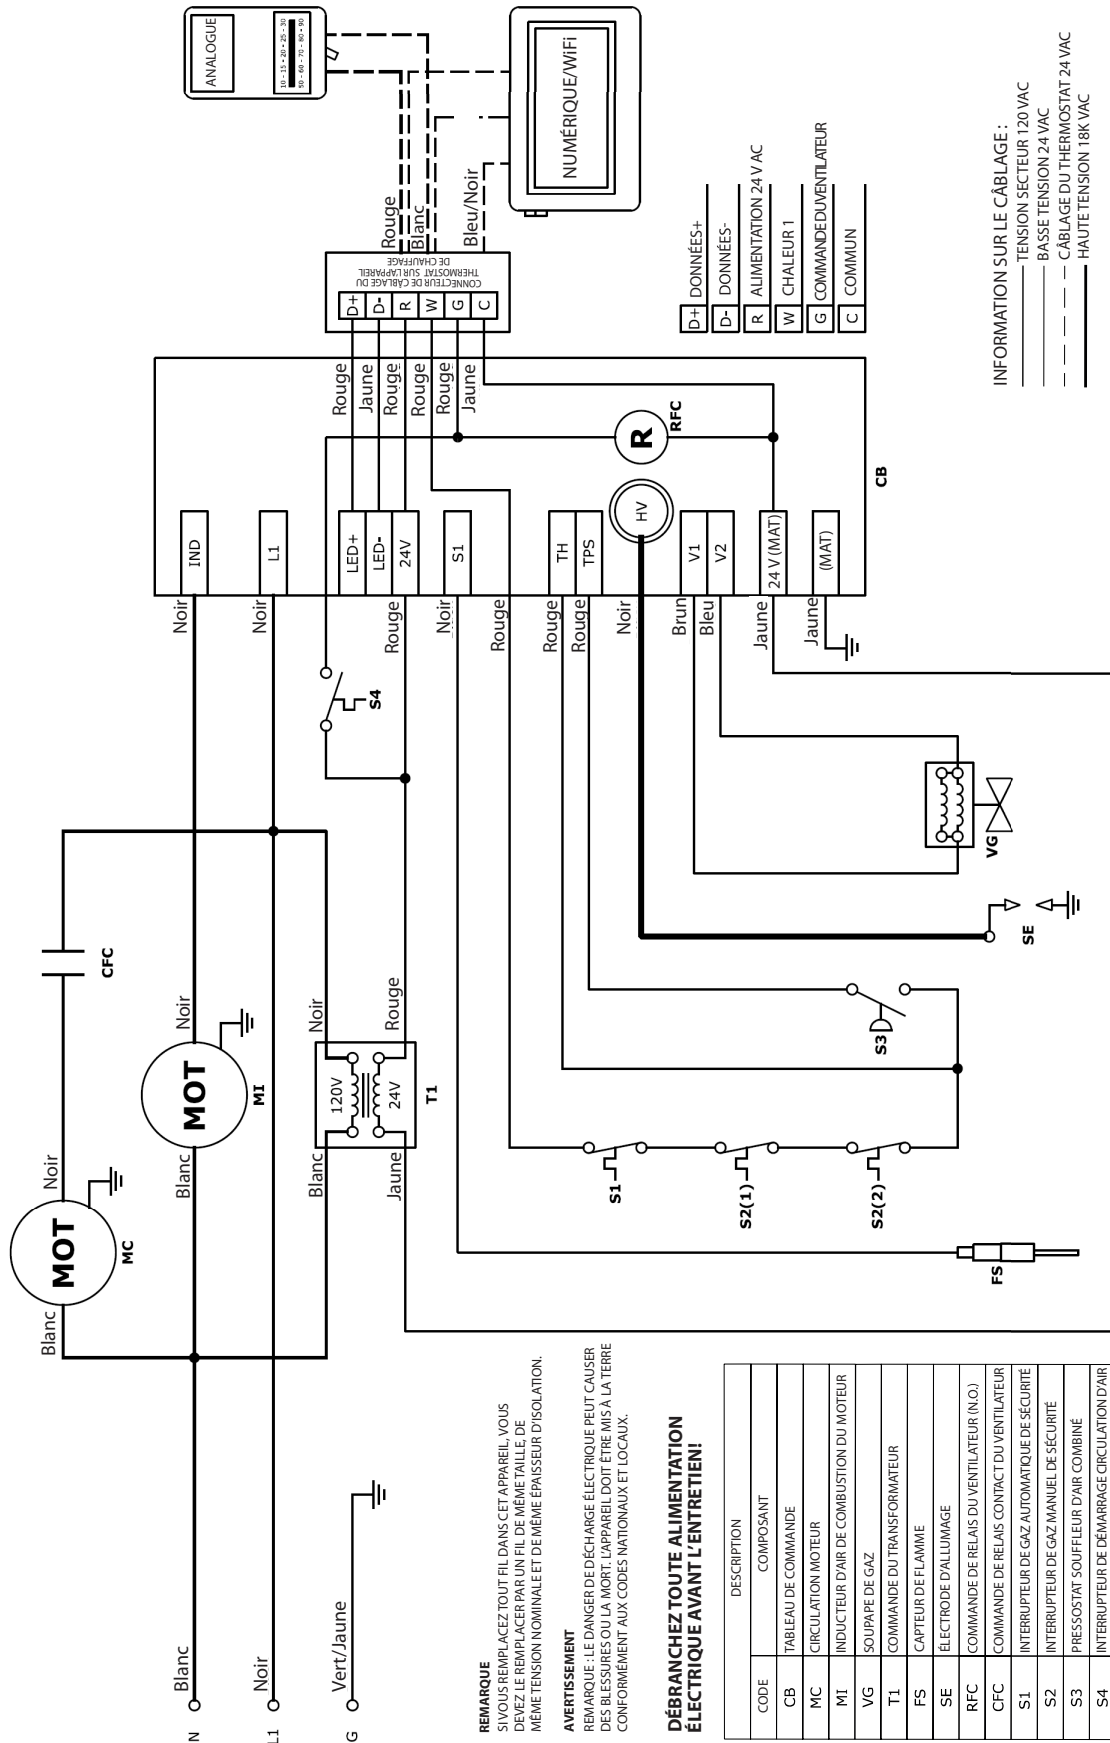 ANALOGUE
10 - 15 • 20 • 25 - 30
50 - 60 - 70 - 80 • 90
NUMÉRIQUE/WiFi
Rouge
Blanc
Bleu/Noir
CONNECTEUR DE CÂBLAGE DU
THERMOSTAT SUR L'APPAREIL
DE CHAUFFAGE
D+
D-
R
W
G
C
D+ DONNÉES+
D- DONNÉES-
R ALIMENTATION 24 V AC
W CHALEUR 1
G COMMANDE DU VENTILATEUR
C COMMUN
INFORMATION SUR LE CÂBLAGE :
TENSION SECTEUR 120 VAC
BASSE TENSION 24 VAC
CÂBLAGE DU THERMOSTAT 24 VAC
HAUTE TENSION 18K VAC
Rouge
Jaune
Rouge
Rouge
Rouge
Jaune
R
RFC
HV
CB
IND
L1
LED+
LED-
24V
S1
TH
TPS
V1
V2
24 V (MAT)
(MAT)
Noir
Noir
Rouge
Noir
Rouge
Rouge
Rouge
Noir
Brun
Bleu
Jaune
Jaune
S4
CFC
VG
SE
Noir
MOT
MC
Blanc
Noir
MOT
MI
Blanc
Noir
Blanc
120V
24V
T1
Rouge
Jaune
S3
S1
S2(1)
S2(2)
FS
N
Blanc
L1
Noir
G
Vert/Jaune
REMARQUE
SI VOUS REMPLACEZ TOUT FIL DANS CET APPAREIL, VOUS
DEVEZ LE REMPLACER PAR UN FIL DE MÊME TAILLE, DE
MÊME TENSION NOMINALE ET DE MÊME EPAISSEUR D'ISOLATION.
AVERTISSEMENT
REMARQUE : LE DANGER DE DÉCHARGE ÉLECTRIQUE PEUT CAUSER
DES BLESSURES OU LA MORT. L'APPAREIL DOIT ÊTRE MIS À LA TERRE
CONFORMÉMENT AUX CODES NATIONAUX ET LOCAUX.
DÉBRANCHEZ TOUTE ALIMENTATION
ÉLECTRIQUE AVANT L'ENTRETIEN!
DESCRIPTION
CODE COMPOSANT
CB TABLEAU DE COMMANDE
MC CIRCULATION MOTEUR
MI INDUCTEUR D'AIR DE COMBUSTION DU MOTEUR
VG SOUPAPE DE GAZ
T1 COMMANDE DU TRANSFORMATEUR
FS CAPTEUR DE FLAMME
SE ÉLECTRODE D'ALLUMAGE
RFC COMMANDE DE RELAIS DU VENTILATEUR (N.O.)
CFC COMMANDE DE RELAIS CONTACT DU VENTILATEUR
S1 INTERRUPTEUR DE GAZ AUTOMATIQUE DE SÉCURITÉ
S2 INTERRUPTEUR DE GAZ MANUEL DE SÉCURITÉ
S3 PRESSOSTAT SOUFFLEUR D'AIR COMBINÉ
S4 INTERRUPTEUR DE DÉMARRAGE CIRCULATION D'AIR